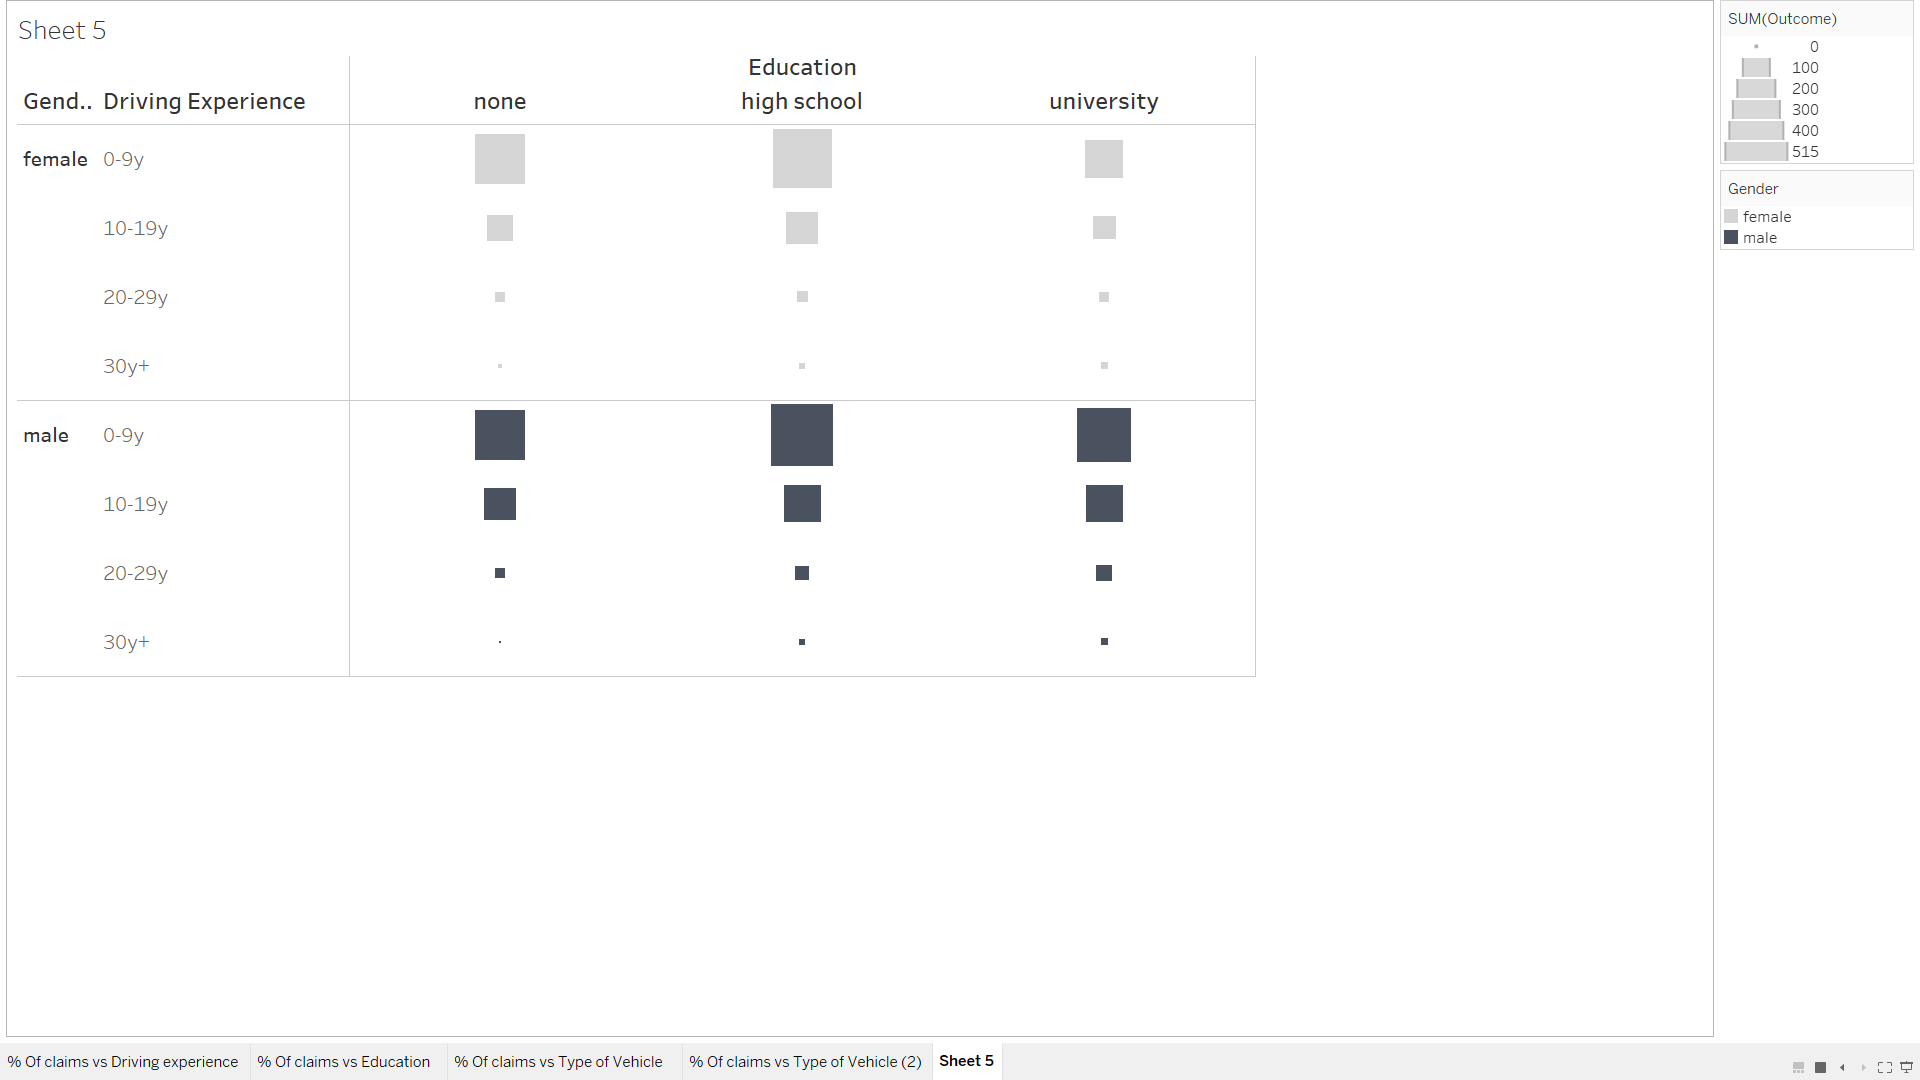 Sheet 5
Education
Gend.. Driving Experience none high school university
female 0-9y
10-19y
20-29y
30y+
male 0-9y
10-19y
20-29y
30y+
SUM(Outcome)
0
100
200
300
400
515
Gender
female
male
% Of claims vs Driving experience % Of claims vs Education % Of claims vs Type of Vehicle % Of claims vs Type of Vehicle (2) Sheet 5